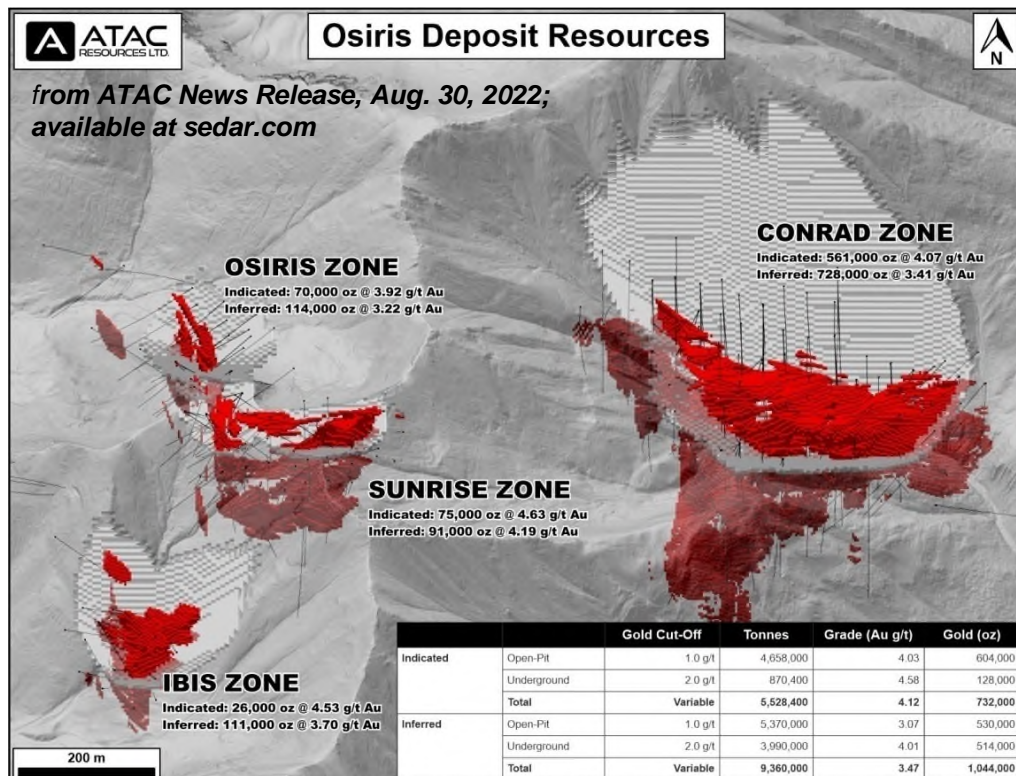 ATAC
RESOURCES LTD.
Osiris Deposit Resources
N
from ATAC News Release, Aug. 30, 2022;
available at sedar.com
CONRAD ZONE
Indicated: 561,000 oz @ 4.07 g/t Au
Inferred: 728,000 oz @ 3.41 g/t Au
OSIRIS ZONE
Indicated: 70,000 oz @ 3.92 g/t Au
Inferred: 114,000 oz @ 3.22 g/t Au
SUNRISE ZONE
Indicated: 75,000 oz @ 4.63 g/t Au
Inferred: 91,000 oz @ 4.19 g/t Au
IBIS ZONE
Indicated: 26,000 oz @ 4.53 g/t Au
Inferred: 111,000 oz @ 3.70 g/t Au
Gold Cut-Off Tonnes Grade (Au g/t) Gold (oz)
Indicated Open-Pit 1.0 g/t 4,658,000 4.03 604,000
Underground 2.0 g/t 870,400 4.58 128,000
Total Variable 5,528,400 4.12 732,000
Inferred Open-Pit 1.0 g/t 5,370,000 3.07 530,000
Underground 2.0 g/t 3,990,000 4.01 514,000
Total Variable 9,360,000 3.47 1,044,000
200 m